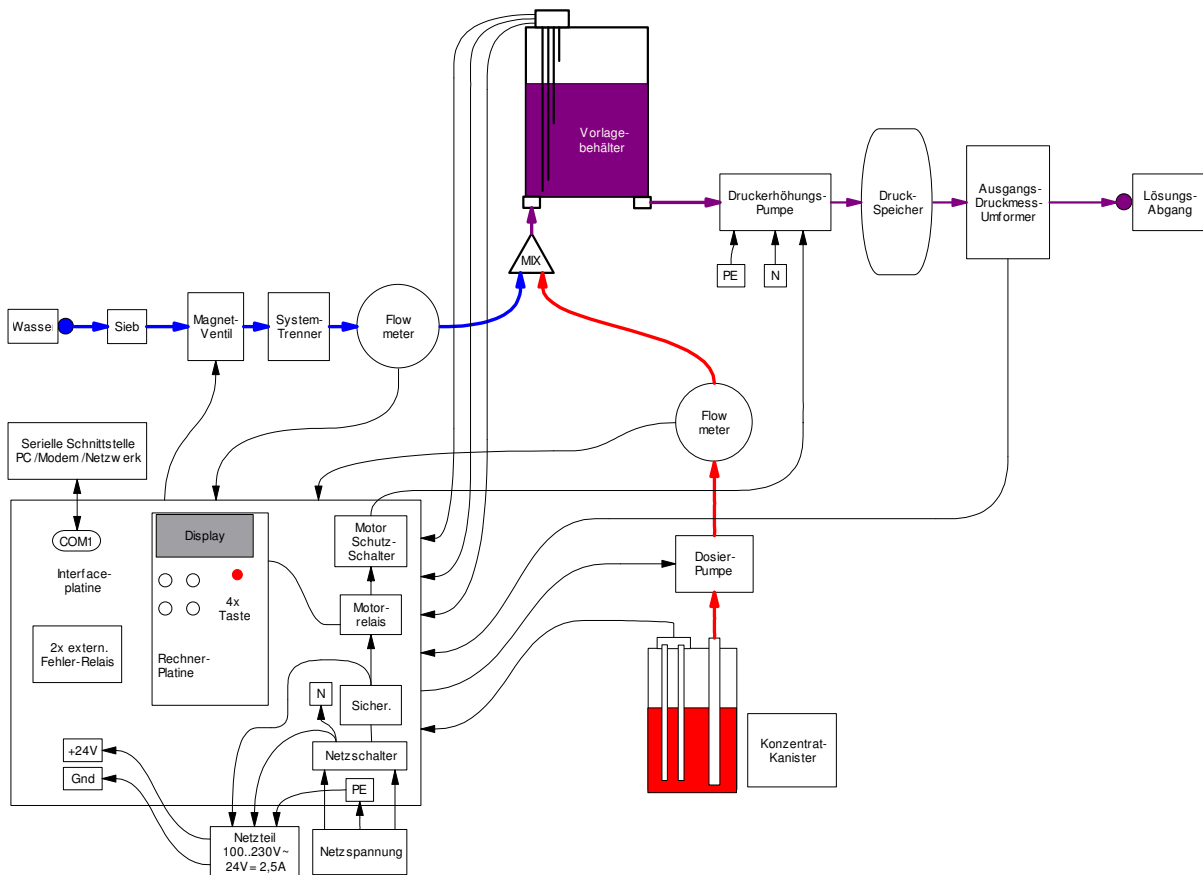 Vorlage-
behälter
Druckerhöhungs-
Pumpe
Druck-
Speicher
Ausgangs-
Druckmess-
Umformer
Lösungs-
Abgang
PE
N
MIX
Wasse
Sieb
Magnet-
Ventil
System-
Trenner
Flow
meter
Flow
meter
Serielle Schnittstelle
PC/Modem/Netzwerk
COM1
Interface-
platine
Display
4x
Taste
Rechner-
Platine
2x extern.
Fehler-Relais
Motor
Schutz-
Schalter
Motor-
relais
Sicher.
N
Netzschalter
+24V
Gnd
PE
Netzteil
100..230V~
24V= 2,5A
Netzspannung
Dosier-
Pumpe
Konzentrat-
Kanister